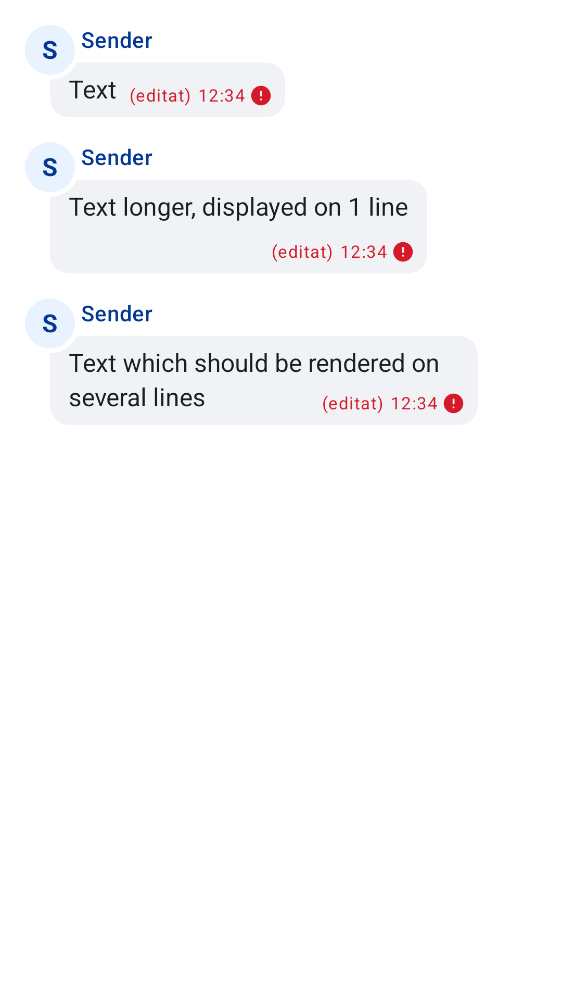 S Sender
Text (editat) 12:34
S Sender
Text longer, displayed on 1 line
(editat) 12:34
S Sender
Text which should be rendered on
several lines (editat) 12:34